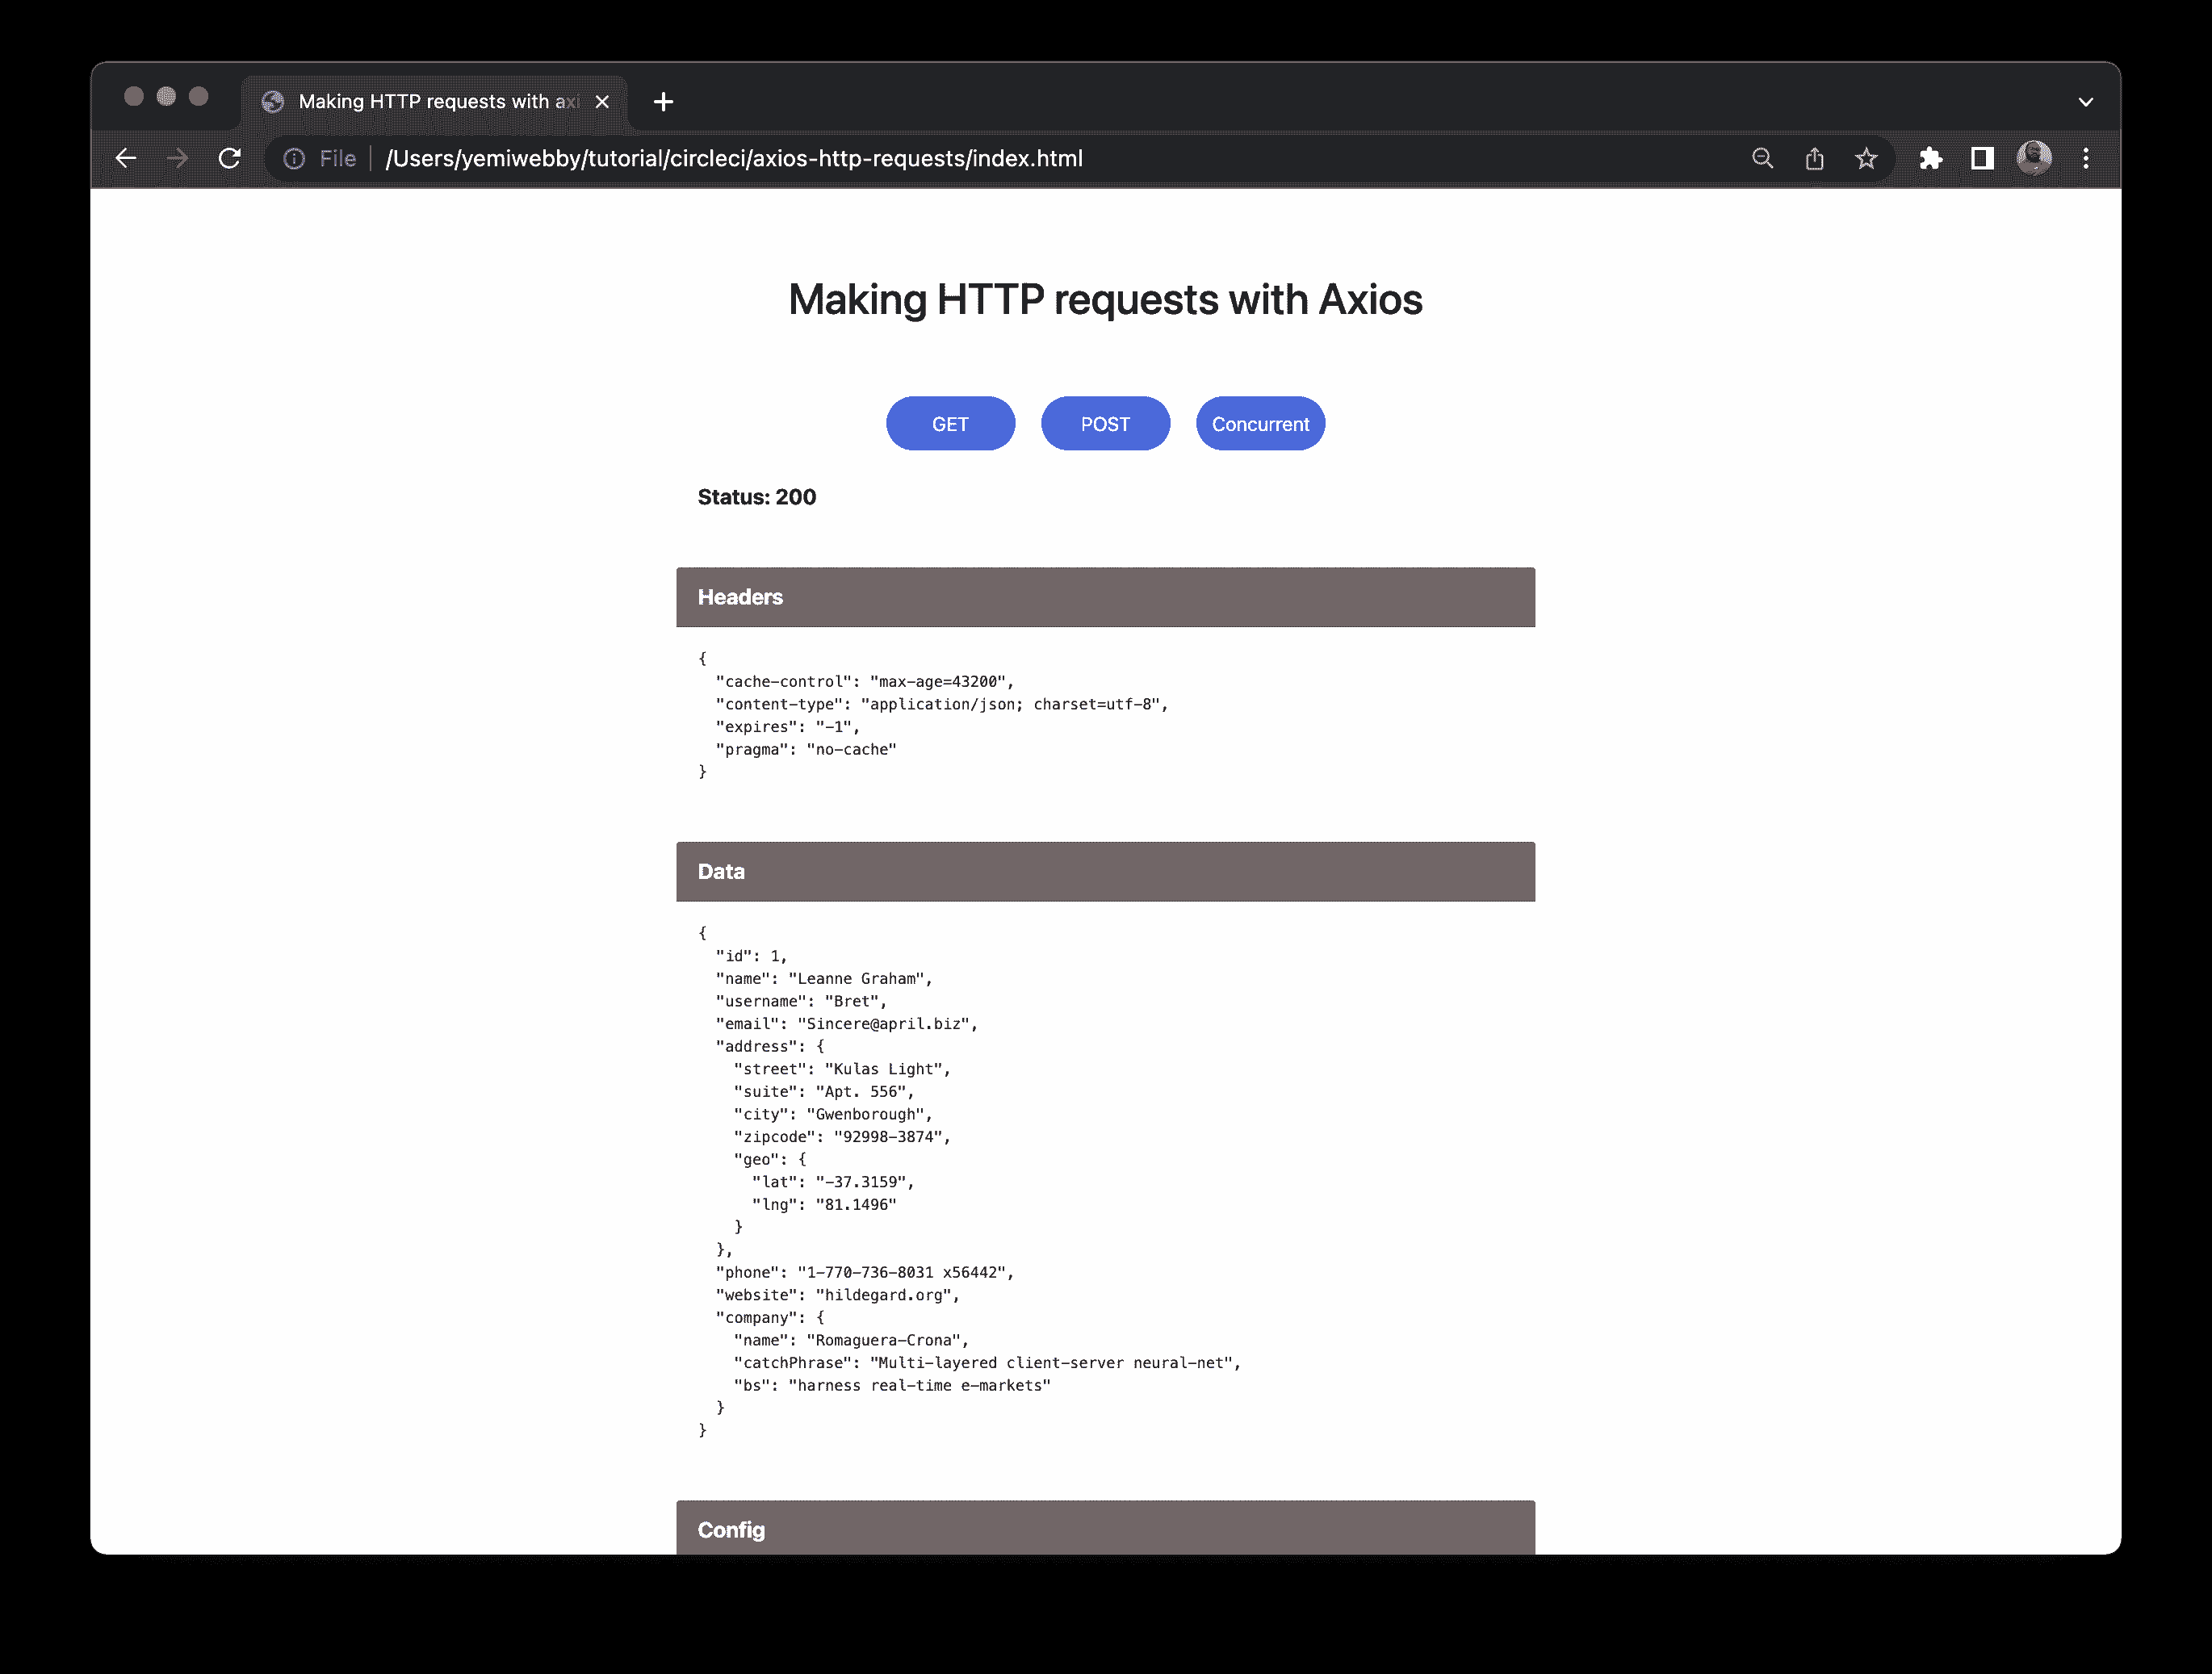 Making HTTP requests with axi
File
/Users/yemiwebby/tutorial/circleci/axios-http-requests/index.html
Making HTTP requests with Axios
GET
POST
Concurrent
Status: 200
Headers
{
  "cache-control": "max-age=43200",
  "content-type": "application/json; charset=utf-8",
  "expires": "-1",
  "pragma": "no-cache"
}
Data
{
  "id": 1,
  "name": "Leanne Graham",
  "username": "Bret",
  "email": "Sincere@april.biz",
  "address": {
    "street": "Kulas Light",
    "suite": "Apt. 556",
    "city": "Gwenborough",
    "zipcode": "92998-3874",
    "geo": {
      "lat": "-37.3159",
      "lng": "81.1496"
    }
  },
  "phone": "1-770-736-8031 x56442",
  "website": "hildegard.org",
  "company": {
    "name": "Romaguera-Crona",
    "catchPhrase": "Multi-layered client-server neural-net",
    "bs": "harness real-time e-markets"
  }
}
Config